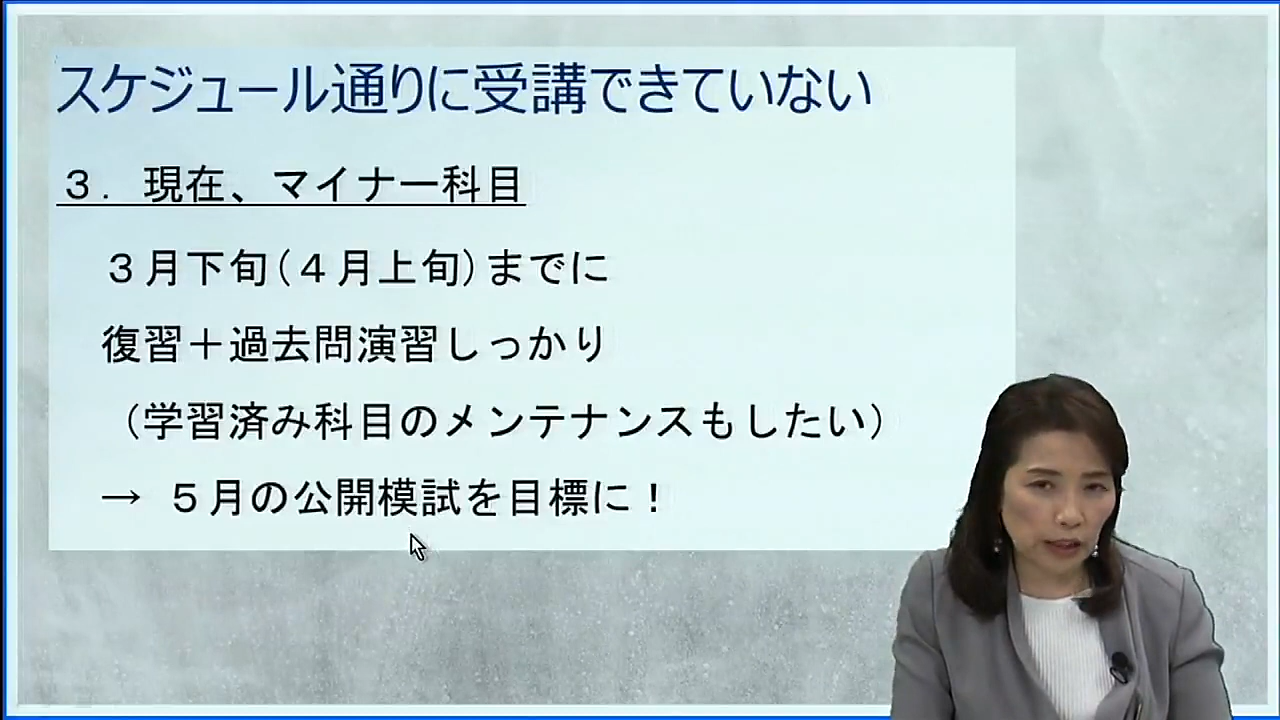 スケジュール通りに受講できていない
３．現在、マイナー科目
３月下旬(４月上旬)までに
復習＋過去問演習しっかり
（学習済み科目のメンテナンスもしたい）
→ ５月の公開模試を目標に！